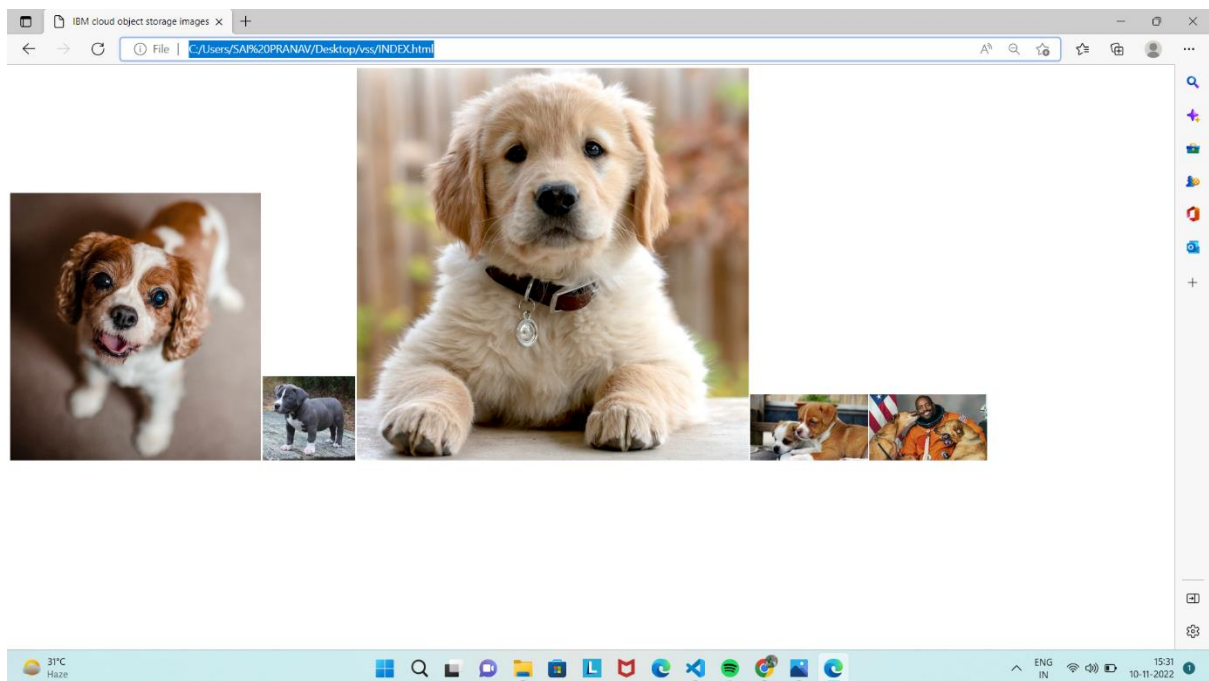 IBM cloud object storage images
File | C:/Users/SAI%20PRANAV/Desktop/vss/INDEX.html
31°C
Haze
ENG
IN
15:31
10-11-2022
1